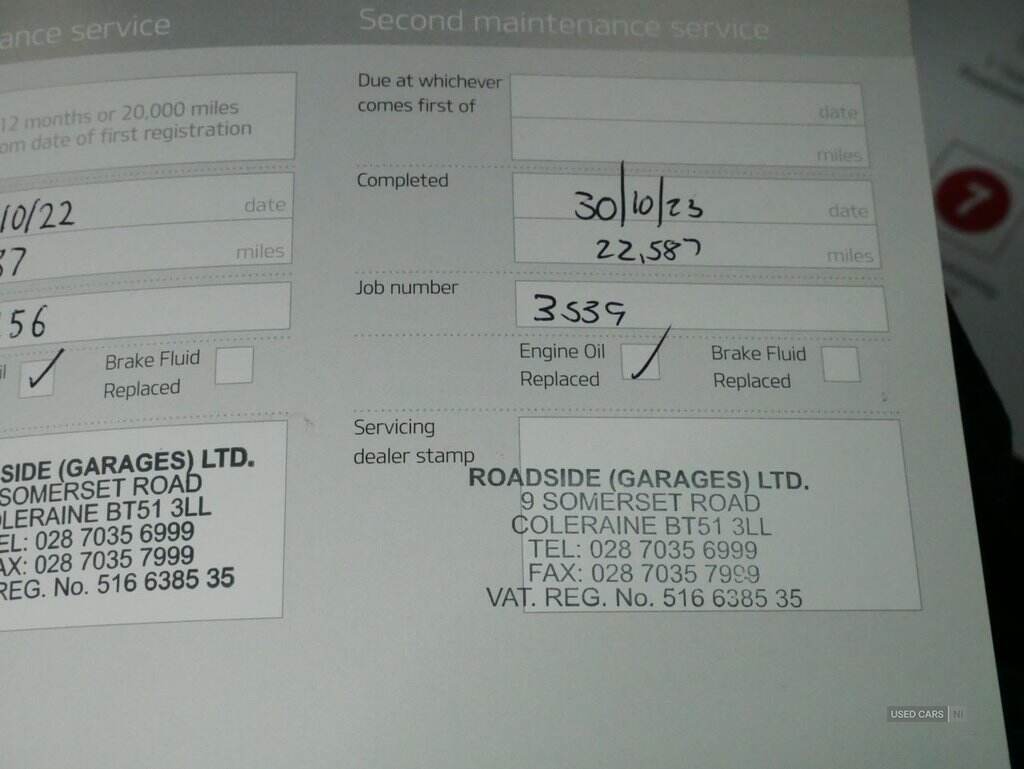 ance service
12 months or 20,000 miles
om date of first registration
10/22 date
37 miles
56
il
Brake Fluid
Replaced
SIDE (GARAGES) LTD.
SOMERSET ROAD
LERAINE BT51 3LL
EL: 028 7035 6999
AX: 028 7035 7999
REG. No. 516 6385 35
Second maintenance service
Due at whichever
comes first of
date
miles
Completed
30/10/23 date
22,587 miles
Job number
3539
Engine Oil
Replaced
Brake Fluid
Replaced
Servicing
dealer stamp
ROADSIDE (GARAGES) LTD.
9 SOMERSET ROAD
COLERAINE BT51 3LL
TEL: 028 7035 6999
FAX: 028 7035 7999
VAT. REG. No. 516 6385 35
USED CARS NI